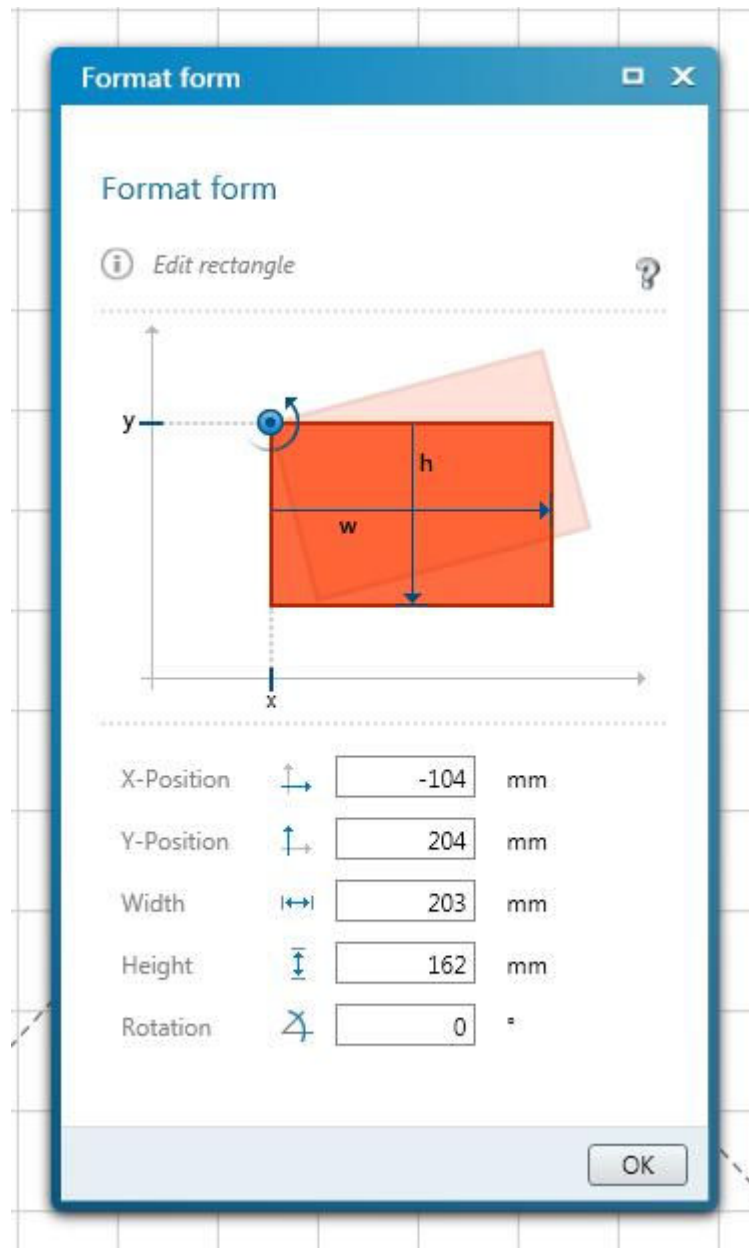 Format form
Format form
Edit rectangle
y
h
w
x
X-Position -104 mm
Y-Position 204 mm
Width 203 mm
Height 162 mm
Rotation 0 °
OK